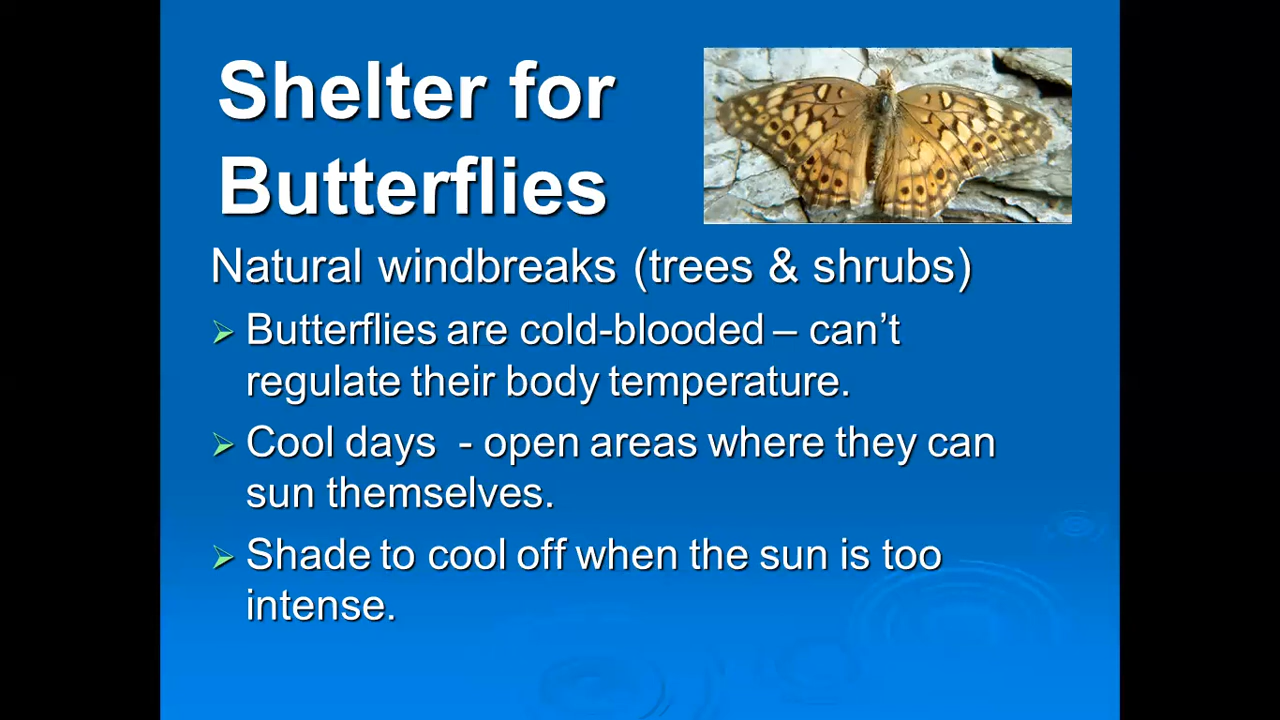 Shelter for
Butterflies
Natural windbreaks (trees & shrubs)
Butterflies are cold-blooded – can’t
regulate their body temperature.
Cool days - open areas where they can
sun themselves.
Shade to cool off when the sun is too
intense.